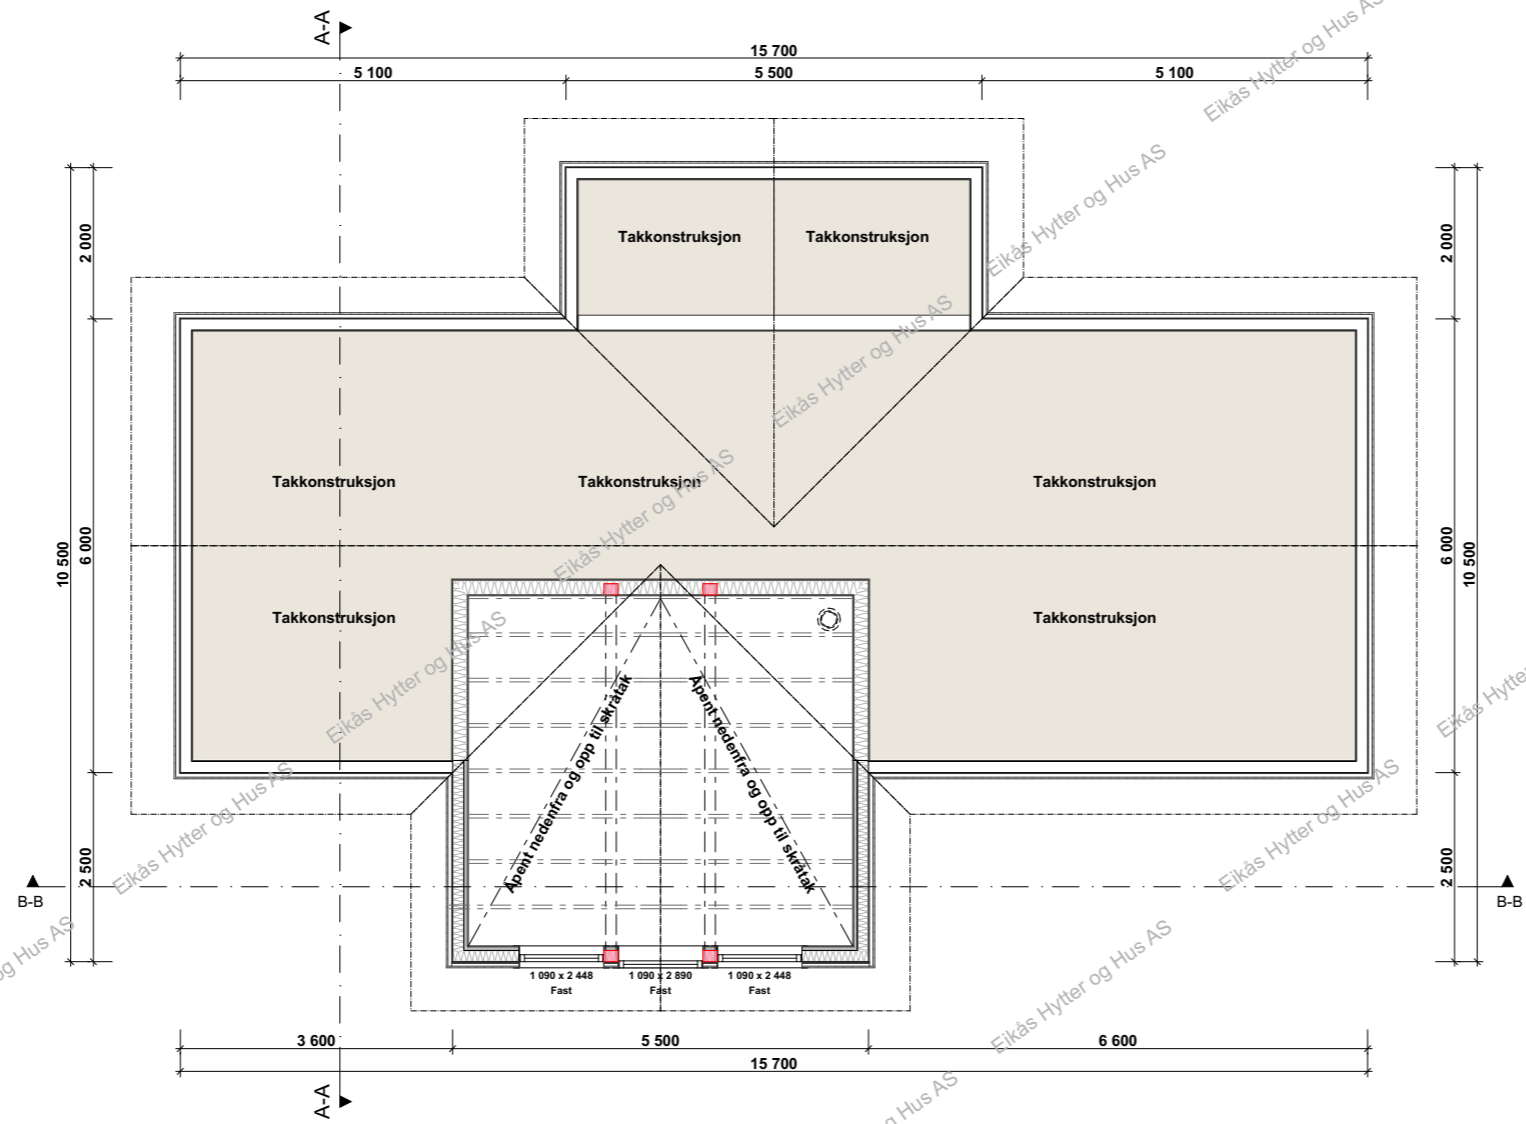 A-A
15 700
5 100
5 500
5 100
Eikås Hytter og Hus AS
Eikås Hytter og Hus AS
2 000
Takkonstruksjon
Takkonstruksjon
2 000
Eikås Hytter og Hus AS
10 500
6 000
Takkonstruksjon
Takkonstruksjon
Takkonstruksjon
6 000
10 500
Eikås Hytter og Hus AS
Takkonstruksjon
Takkonstruksjon
Eikås Hytter og Hus AS
Eikås Hytter
Åpent nedenfra og opp til skråtak
Åpent nedenfra og opp til skråtak
Eikås Hytter og Hus AS
Eikås Hytter og Hus AS
2 500
2 500
B-B
B-B
og Hus AS
1 090 x 2 448
Fast
1 090 x 2 890
Fast
1 090 x 2 448
Fast
Eikås Hytter og Hus AS
3 600
5 500
6 600
15 700
A-A
og Hus AS